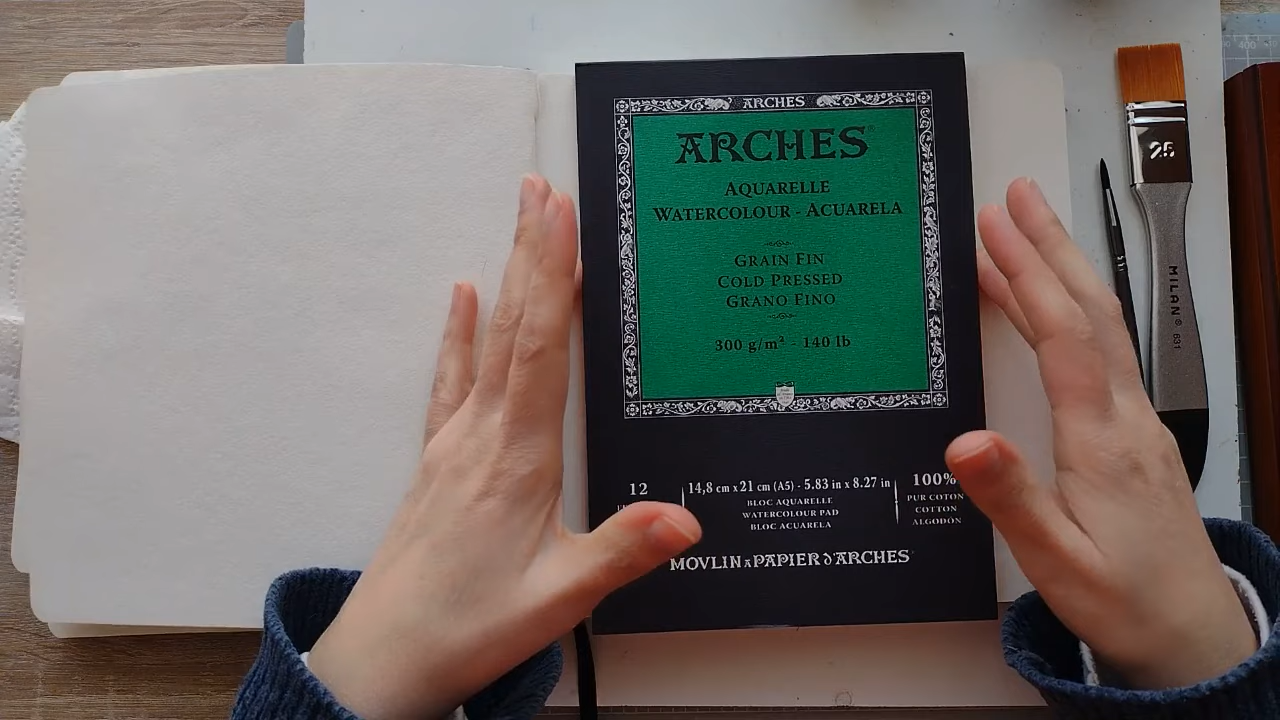 ARCHES
ARCHES
AQUARELLE
WATERCOLOUR - ACUARELA
GRAIN FIN
COLD PRESSED
GRANO FINO
300 g/m² - 140 lb
12
14,8 cm x 21 cm (A5) - 5.83 in x 8.27 in
BLOC AQUARELLE
WATERCOLOUR PAD
BLOC ACUARELA
100%
PUR COTON
COTTON
ALGODÓN
MOVLIN À PAPIER D'ARCHES
25
MILAN® 631
400